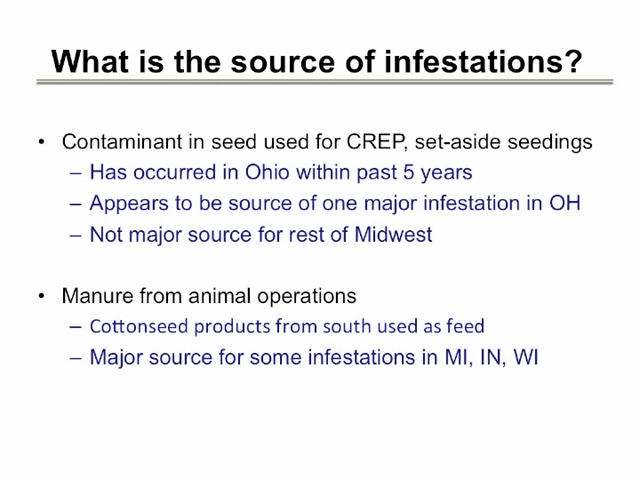 What is the source of infestations?
• Contaminant in seed used for CREP, set-aside seedings
– Has occurred in Ohio within past 5 years
– Appears to be source of one major infestation in OH
– Not major source for rest of Midwest
• Manure from animal operations
– Cottonseed products from south used as feed
– Major source for some infestations in MI, IN, WI